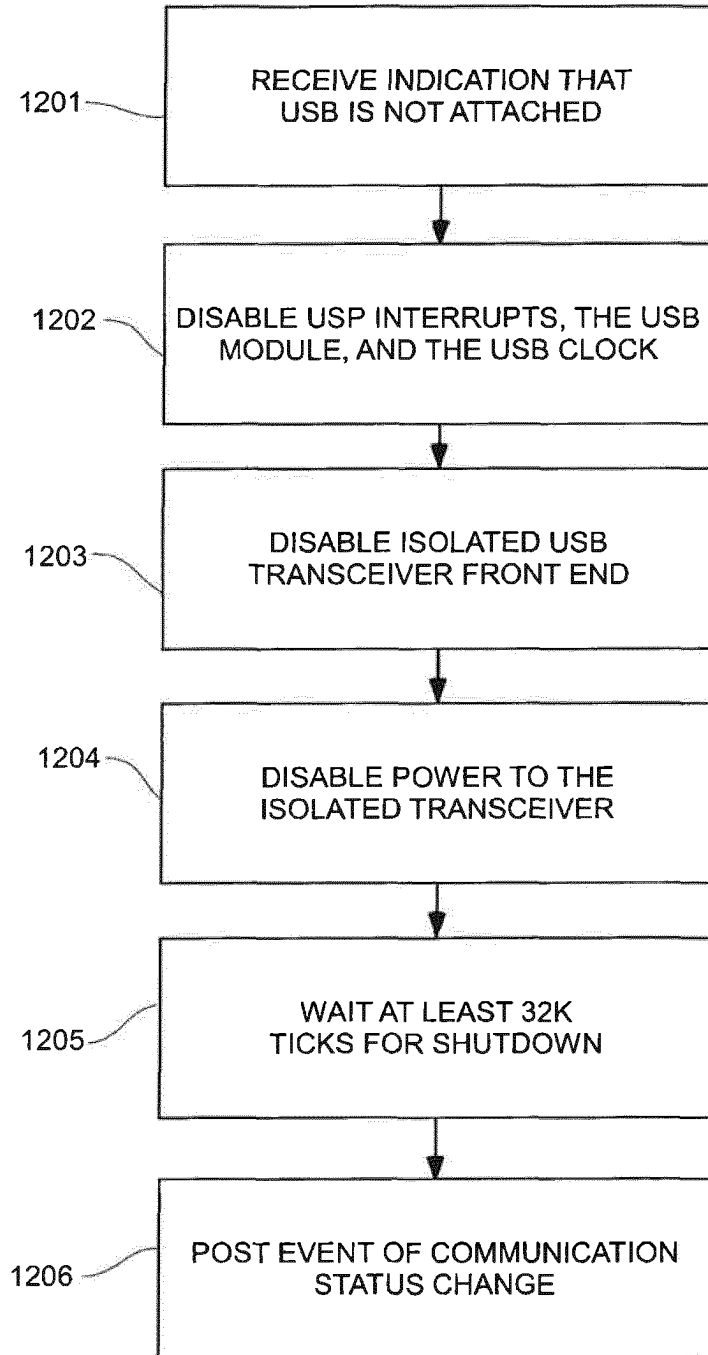 1201
RECEIVE INDICATION THAT
USB IS NOT ATTACHED
1202
DISABLE USP INTERRUPTS, THE USB
MODULE, AND THE USB CLOCK
1203
DISABLE ISOLATED USB
TRANSCEIVER FRONT END
1204
DISABLE POWER TO THE
ISOLATED TRANSCEIVER
1205
WAIT AT LEAST 32K
TICKS FOR SHUTDOWN
1206
POST EVENT OF COMMUNICATION
STATUS CHANGE